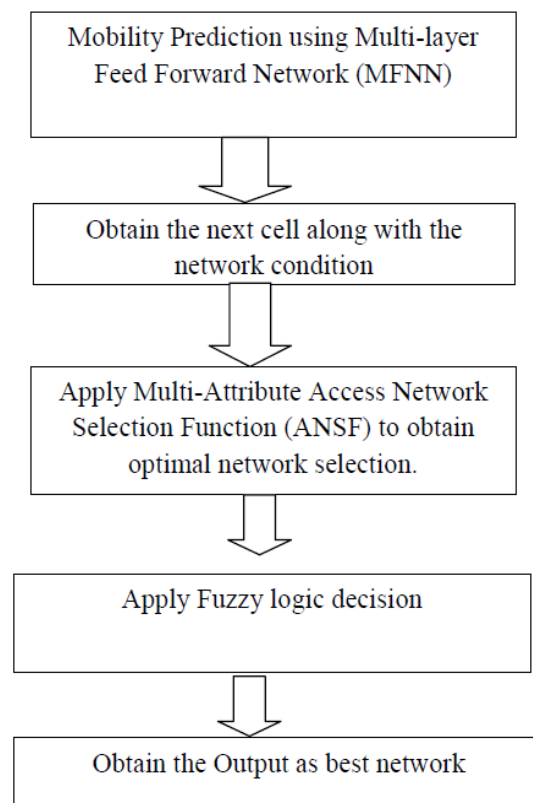 Mobility Prediction using Multi-layer
Feed Forward Network (MFNN)
Obtain the next cell along with the
network condition
Apply Multi-Attribute Access Network
Selection Function (ANSF) to obtain
optimal network selection.
Apply Fuzzy logic decision
Obtain the Output as best network